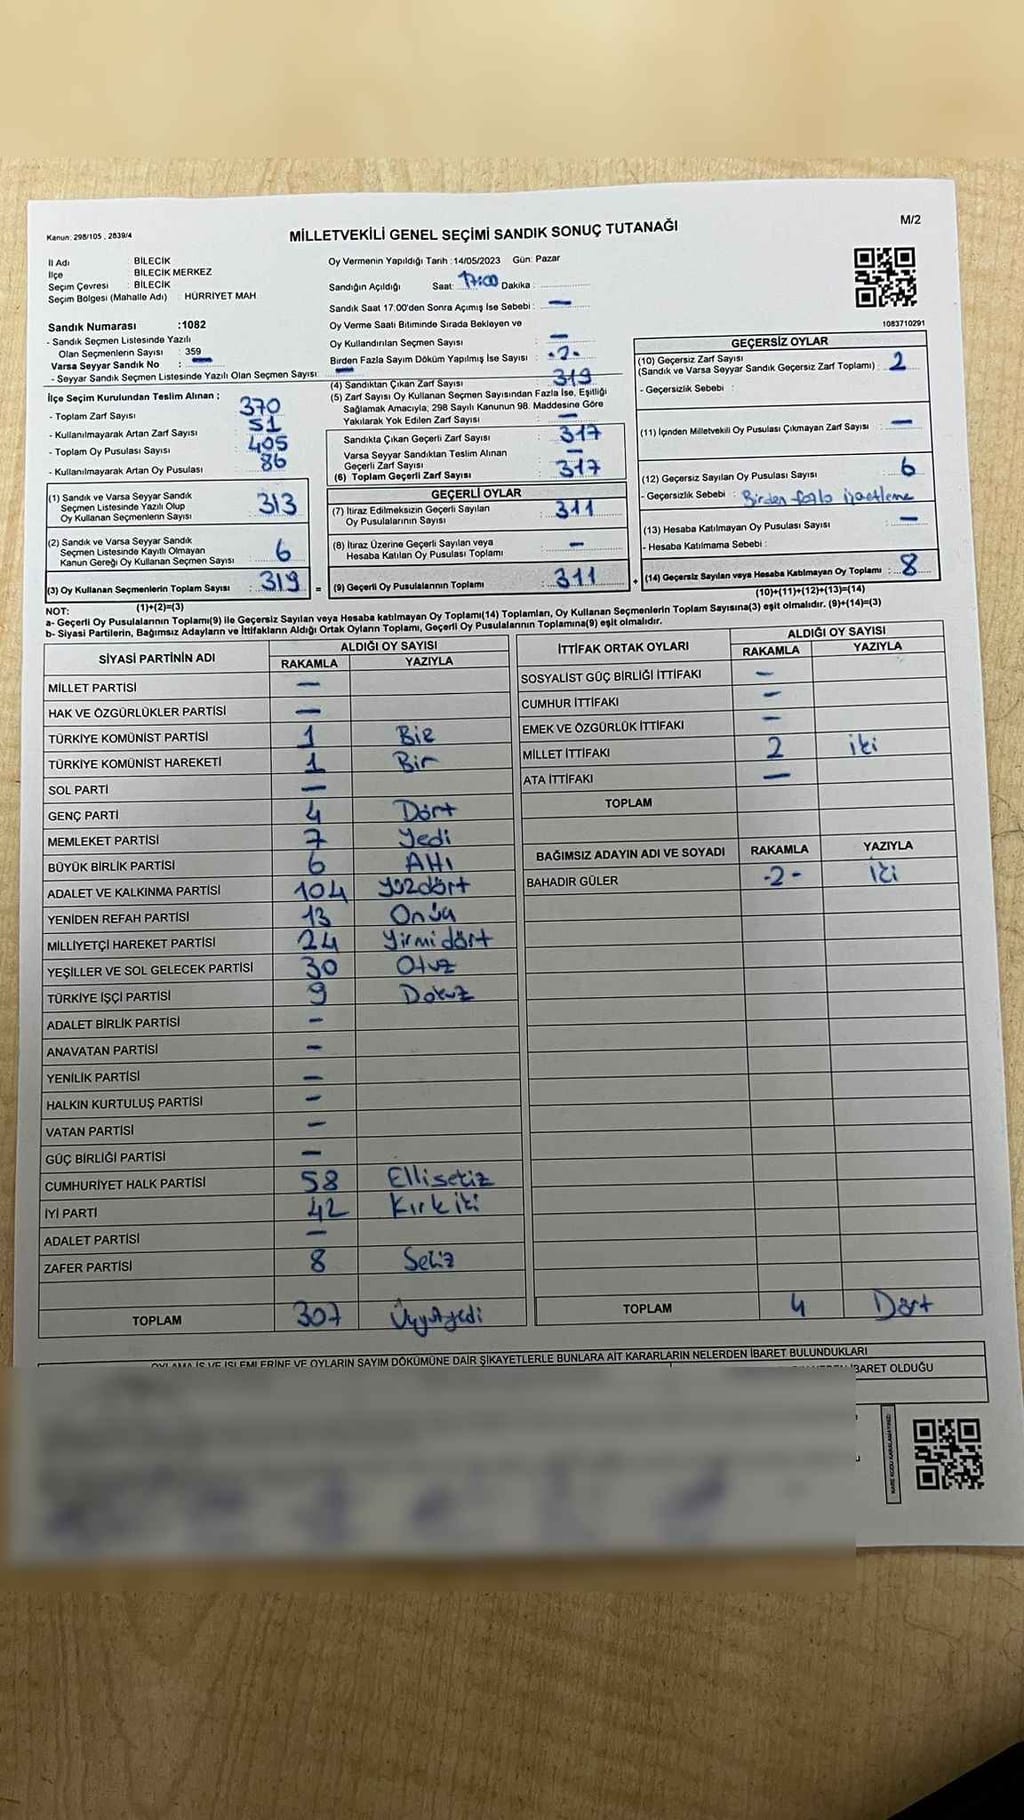 Kanun: 298/105 , 2839/4
MİLLETVEKİLİ GENEL SEÇİMİ SANDIK SONUÇ TUTANAĞI
M/2
İl Adı : BİLECİK
İlçe : BİLECİK MERKEZ
Seçim Çevresi : BİLECİK
Seçim Bölgesi (Mahalle Adı) : HÜRRİYET MAH
Sandık Numarası :1082
- Sandık Seçmen Listesinde Yazılı
Olan Seçmenlerin Sayısı : 359
Varsa Seyyar Sandık No : —
- Seyyar Sandık Seçmen Listesinde Yazılı Olan Seçmen Sayısı: —
Oy Vermenin Yapıldığı Tarih :14/05/2023 Gün: Pazar
Sandığın Açıldığı Saat: 17:00 Dakika :
Sandık Saat 17.00'den Sonra Açımış İse Sebebi : —
Oy Verme Saati Bitiminde Sırada Bekleyen ve
Oy Kullandırılan Seçmen Sayısı : —
Birden Fazla Sayım Döküm Yapılmış İse Sayısı : -2-
1083710291
İlçe Seçim Kurulundan Teslim Alınan :
- Toplam Zarf Sayısı : 370
- Kullanılmayarak Artan Zarf Sayısı : 51
- Toplam Oy Pusulası Sayısı : 405
- Kullanılmayarak Artan Oy Pusulası : 86
(1) Sandık ve Varsa Seyyar Sandık
Seçmen Listesinde Yazılı Olup
Oy Kullanan Seçmenlerin Sayısı : 313
(2) Sandık ve Varsa Seyyar Sandık
Seçmen Listesinde Kayıtlı Olmayan
Kanun Gereği Oy Kullanan Seçmen Sayısı : 6
(3) Oy Kullanan Seçmenlerin Toplam Sayısı : 319
(1)+(2)=(3)
(4) Sandıktan Çıkan Zarf Sayısı : 319
(5) Zarf Sayısı Oy Kullanan Seçmen Sayısından Fazla İse, Eşitliği
Sağlamak Amacıyla; 298 Sayılı Kanunun 98. Maddesine Göre
Yakılarak Yok Edilen Zarf Sayısı : —
Sandıkta Çıkan Geçerli Zarf Sayısı : 317
Varsa Seyyar Sandıktan Teslim Alınan
Geçerli Zarf Sayısı : —
(6) Toplam Geçerli Zarf Sayısı : 317
GEÇERLİ OYLAR
(7) İtiraz Edilmeksizin Geçerli Sayılan
Oy Pusulalarının Sayısı : 311
(8) İtiraz Üzerine Geçerli Sayılan veya
Hesaba Katılan Oy Pusulası Toplamı : —
= (9) Geçerli Oy Pusulalarının Toplamı : 311
GEÇERSİZ OYLAR
(10) Geçersiz Zarf Sayısı
(Sandık ve Varsa Seyyar Sandık Geçersiz Zarf Toplamı) : 2
- Geçersizlik Sebebi :
(11) İçinden Milletvekili Oy Pusulası Çıkmayan Zarf Sayısı : —
(12) Geçersiz Sayılan Oy Pusulası Sayısı : 6
- Geçersizlik Sebebi : Birden fazla işaretleme
(13) Hesaba Katılmayan Oy Pusulası Sayısı : —
- Hesaba Katılmama Sebebi :
+ (14) Geçersiz Sayılan veya Hesaba Katılmayan Oy Toplamı : 8
(10)+(11)+(12)+(13)=(14)
NOT:
a- Geçerli Oy Pusulasının Toplamı(9) ile Geçersiz Sayılan veya Hesaba katılmayan Oy Toplamı(14) Toplamları, Oy Kullanan Seçmenlerin Toplam Sayısına(3) eşit olmalıdır. (9)+(14)=(3)
b- Siyasi Partilerin, Bağımsız Adayların ve İttifakların Aldığı Ortak Oyların Toplamı, Geçerli Oy Pusulalarının Toplamına(9) eşit olmalıdır.
SİYASİ PARTİNİN ADI ALDIĞI OY SAYISI
RAKAMLA YAZIYLA
MİLLET PARTİSİ —
HAK VE ÖZGÜRLÜKLER PARTİSİ —
TÜRKİYE KOMÜNİST PARTİSİ 1 Bir
TÜRKİYE KOMÜNİST HAREKETİ 1 Bir
SOL PARTİ —
GENÇ PARTİ 4 Dört
MEMLEKET PARTİSİ 7 Yedi
BÜYÜK BİRLİK PARTİSİ 6 Altı
ADALET VE KALKINMA PARTİSİ 104 Yüzdört
YENİDEN REFAH PARTİSİ 13 Onüç
MİLLİYETÇİ HAREKET PARTİSİ 24 Yirmidört
YEŞİLLER VE SOL GELECEK PARTİSİ 30 Otuz
TÜRKİYE İŞÇİ PARTİSİ 9 Dokuz
ADALET BİRLİK PARTİSİ —
ANAVATAN PARTİSİ —
YENİLİK PARTİSİ —
HALKIN KURTULUŞ PARTİSİ —
VATAN PARTİSİ —
GÜÇ BİRLİĞİ PARTİSİ —
CUMHURİYET HALK PARTİSİ 58 Ellisekiz
İYİ PARTİ 42 Kırkiki
ADALET PARTİSİ —
ZAFER PARTİSİ 8 Sekiz
TOPLAM 307 Üçyüzyedi
İTTİFAK ORTAK OYLARI ALDIĞI OY SAYISI
RAKAMLA YAZIYLA
SOSYALİST GÜÇ BİRLİĞİ İTTİFAKI —
CUMHUR İTTİFAKI —
EMEK VE ÖZGÜRLÜK İTTİFAKI —
MİLLET İTTİFAKI 2 iki
ATA İTTİFAKI —
TOPLAM
BAĞIMSIZ ADAYIN ADI VE SOYADI RAKAMLA YAZIYLA
BAHADIR GÜLER -2- iki
TOPLAM 4 Dört
OYLAMA İŞ VE İŞLEMLERİNE VE OYLARIN SAYIM DÖKÜMÜNE DAİR ŞİKAYETLERLE BUNLARA AİT KARARLARIN NELERDEN İBARET BULUNDUKLARI
İBARET OLDUĞU